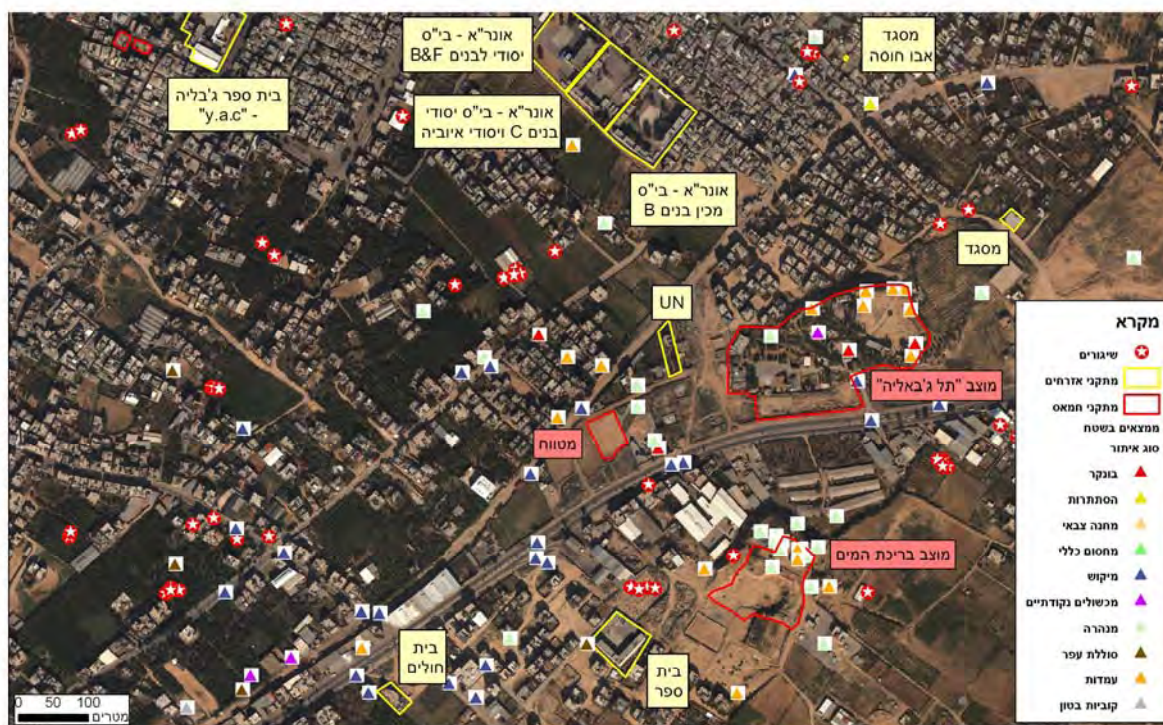 אונר"א - בי"ס
יסודי לבנים B&F
מסגד
אבו חוסה
בית ספר ג'בליה
- "y.a.c"
אונר"א - בי"ס יסודי
בנים C ויסודי איוביה
אונר"א - בי"ס
מכין בנים B
מסגד
UN
מוצב "תל ג'באליה"
מטווח
מוצב בריכת המים
בית
חולים
בית
ספר
מקרא
שיגורים
מתקני אזרחים
מתקני חמאס
ממצאים בשטח
סוג איתור
בונקר
הסתתרות
מחנה צבאי
מחסום כללי
מיקוש
מכשולים נקודתיים
מנהרה
סוללת עפר
עמדות
קוביות בטון
0 50 100
מטרים